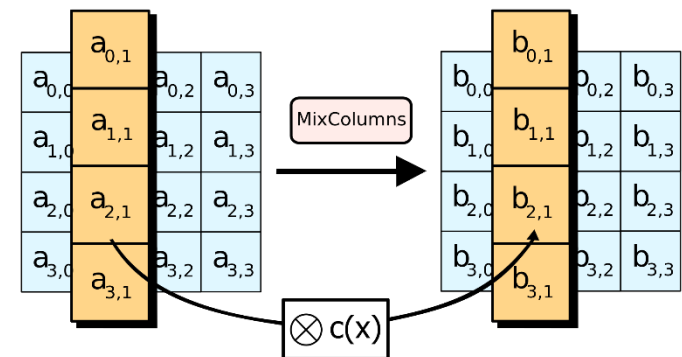 a0,1 b0,1
a0,0 a0,2 a0,3 b0,0 b0,2 b0,3
MixColumns
a1,0 a1,1 a1,2 a1,3 b1,0 b1,1 b1,2 b1,3
a2,0 a2,1 a2,2 a2,3 b2,0 b2,1 b2,2 b2,3
a3,0 a3,1 a3,2 a3,3 b3,0 b3,1 b3,2 b3,3
⊗ c(x)